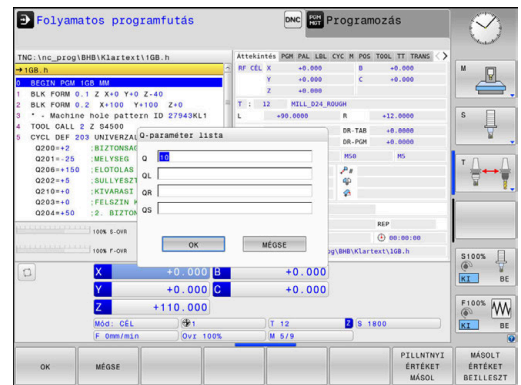 Folyamatos programfutás
DNC
PGM MGT
Programozás
TNC:\nc_prog\BHB\Klartext\1GB.h
→1GB.h
0 BEGIN PGM 1GB MM
1 BLK FORM 0.1 Z X+0 Y+0 Z-40
2 BLK FORM 0.2 X+100 Y+100 Z+0
3 * - Machine hole pattern ID 27943KL1
4 TOOL CALL 2 Z S4500
5 CYCL DEF 203 UNIVERZAL
Q200=+2 ;BIZTONSAG
Q201=-25 ;MELYSEG
Q206=+150 ;ELOTOLAS
Q202=+5 ;SULLYESZT
Q210=+0 ;KIVARASI
Q203=+0 ;FELSZIN
Q204=+50 ;2. BIZTON
100% S-OVR
100% F-OVR
Áttekintés PGM PAL LBL CYC M POS TOOL TT TRANS
RF CÉL X +0.000 B +0.000
Y +0.000 C +0.000
Z +0.000
T : 12 MILL_D24_ROUGH
L +90.0000 R +12.0000
DR-TAB +0.0000
DR-PGM +0.0000
M50 M5
REP
00:00:00
og\BHB\Klartext\1GB.h
Q-paraméter lista
Q 10
QL
QR
QS
OK MÉGSE
X +0.000 B +0.000
Y +0.000 C +0.000
Z +110.000
Mód: CÉL 1 T 12 Z S 1800
F 0mm/min Ovr 100% M 5/9
M
S
T
S100%
KI BE
F100%
KI BE
OK
MÉGSE
PILLNTNYI ÉRTÉKET MÁSOL
MÁSOLT ÉRTÉKET BEILLESZT